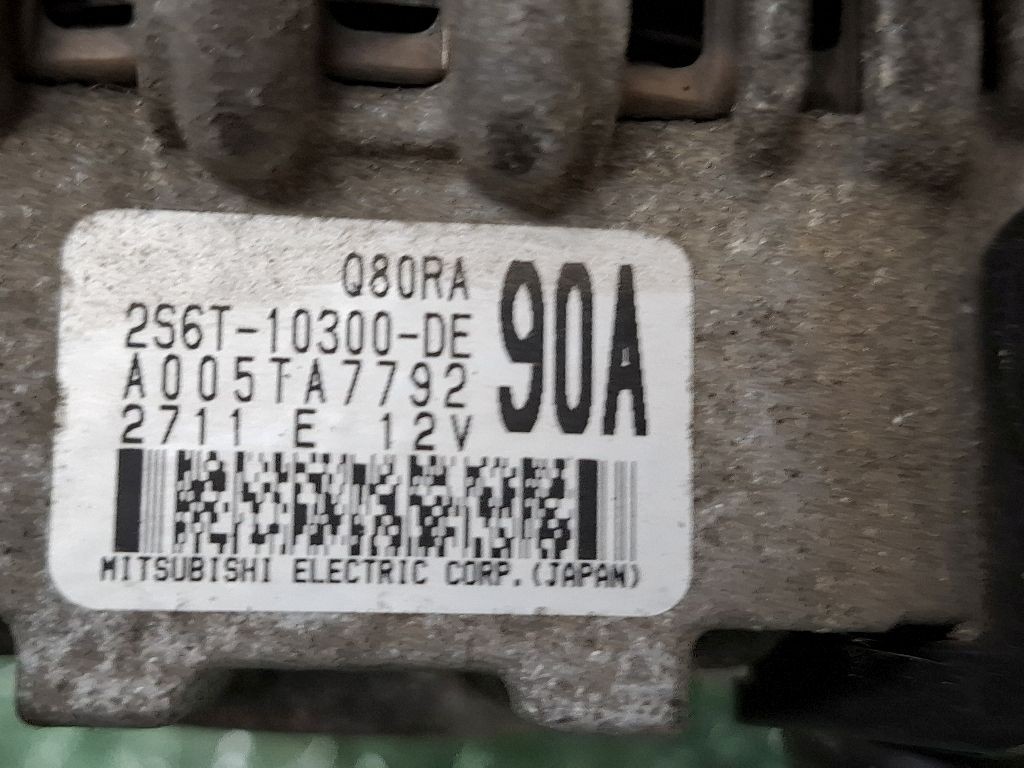 Q80RA
90A
2S6T-10300-DE
A005TA7792
2711 E 12V
MITSUBISHI ELECTRIC CORP.(JAPAN)